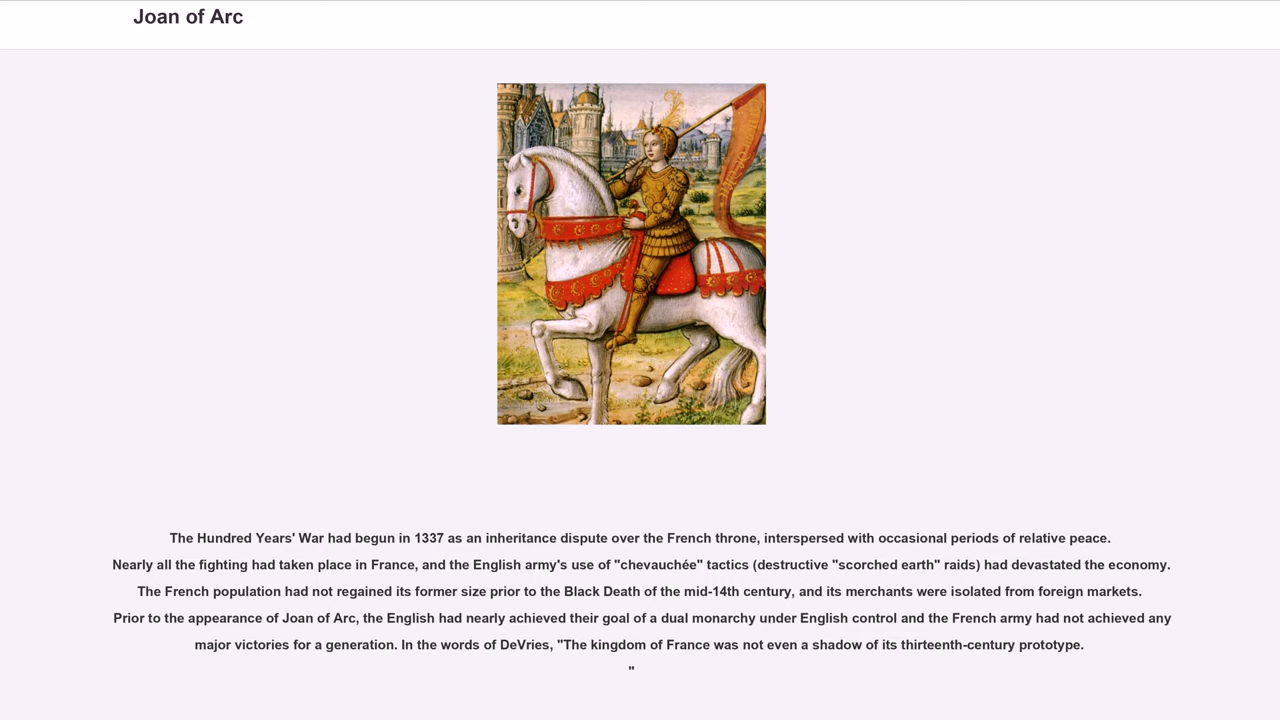 Joan of Arc
The Hundred Years' War had begun in 1337 as an inheritance dispute over the French throne, interspersed with occasional periods of relative peace.
Nearly all the fighting had taken place in France, and the English army's use of "chevauchée" tactics (destructive "scorched earth" raids) had devastated the economy.
The French population had not regained its former size prior to the Black Death of the mid-14th century, and its merchants were isolated from foreign markets.
Prior to the appearance of Joan of Arc, the English had nearly achieved their goal of a dual monarchy under English control and the French army had not achieved any
major victories for a generation. In the words of DeVries, "The kingdom of France was not even a shadow of its thirteenth-century prototype.
"